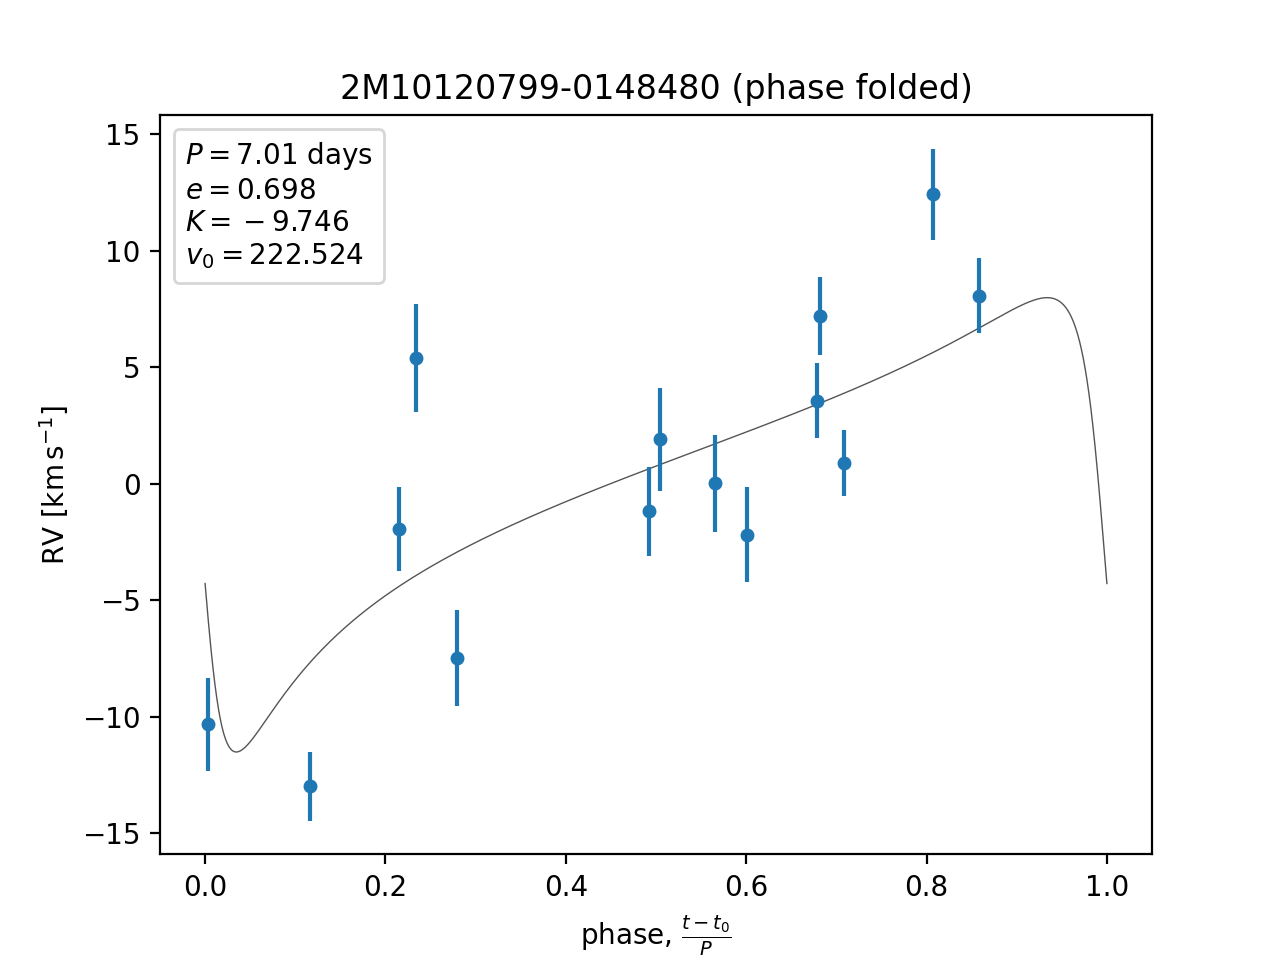 2M10120799-0148480 (phase folded)
P = 7.01 days
e = 0.698
K = −9.746
v₀ = 222.524
RV [km s⁻¹]
15
10
5
0
−5
−10
−15
0.0 0.2 0.4 0.6 0.8 1.0
phase, (t − t₀)/P